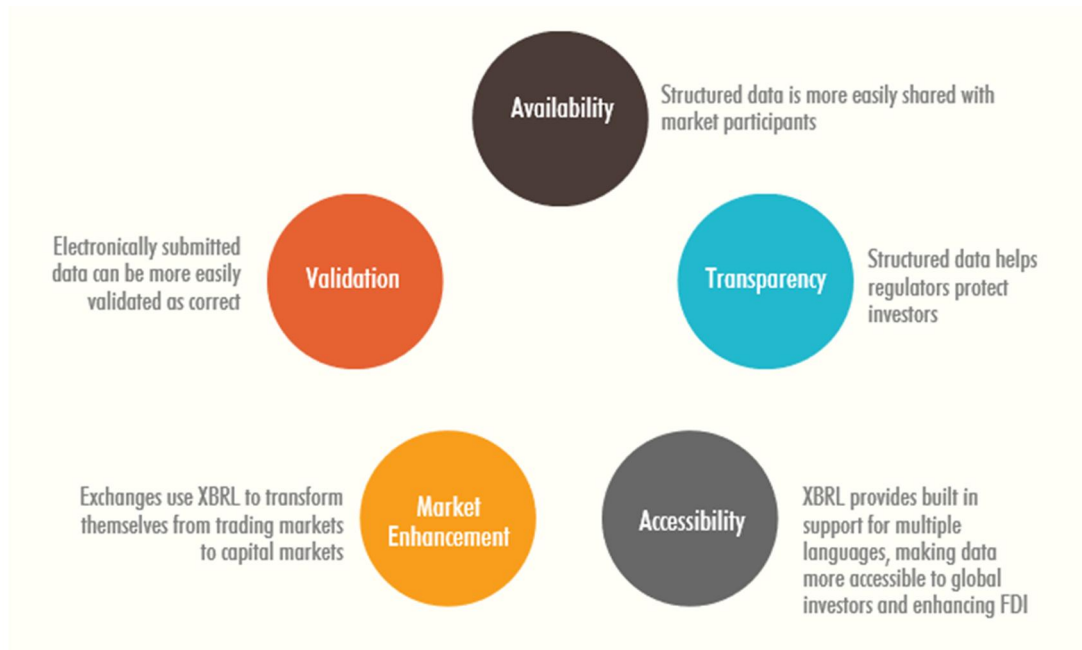 Availability
Structured data is more easily shared with
market participants
Electronically submitted
data can be more easily
validated as correct
Validation
Transparency
Structured data helps
regulators protect
investors
Exchanges use XBRL to transform
themselves from trading markets
to capital markets
Market
Enhancement
Accessibility
XBRL provides built in
support for multiple
languages, making data
more accessible to global
investors and enhancing FDI